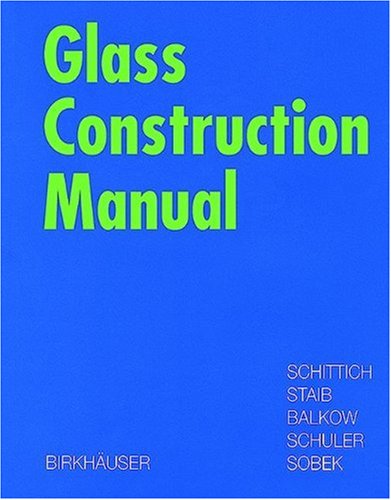 Glass
Construction
Manual
SCHITTICH
STAIB
BALKOW
SCHULER
BIRKHÄUSER SOBEK